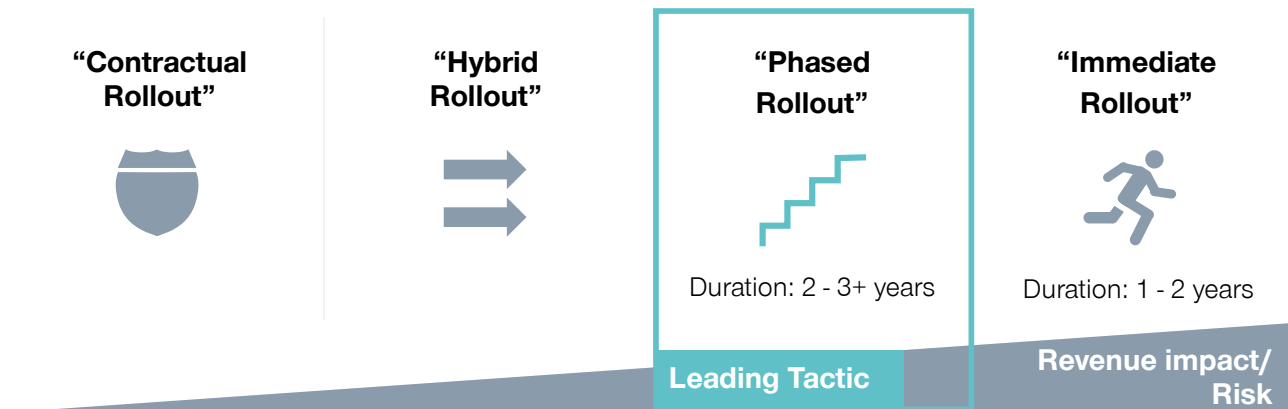 “Contractual
Rollout”
“Hybrid
Rollout”
“Phased
Rollout”
Duration: 2 - 3+ years
“Immediate
Rollout”
Duration: 1 - 2 years
Leading Tactic
Revenue impact/
Risk